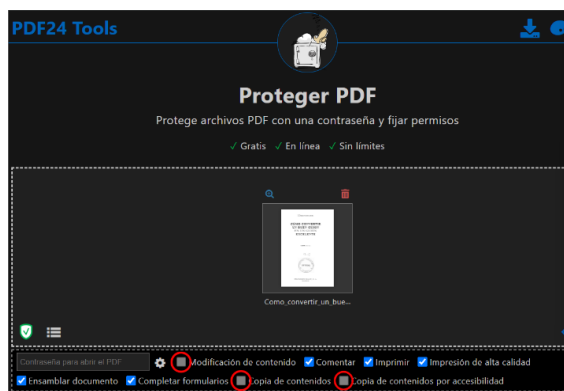 PDF24 Tools
Proteger PDF
Protege archivos PDF con una contraseña y fijar permisos
✓ Gratis ✓ En línea ✓ Sin límites
Como_convertir_un_bue...
Contraseña para abrir el PDF
Modificación de contenido Comentar Imprimir Impresión de alta calidad
Ensamblar documento Completar formularios Copia de contenidos Copia de contenidos por accesibilidad